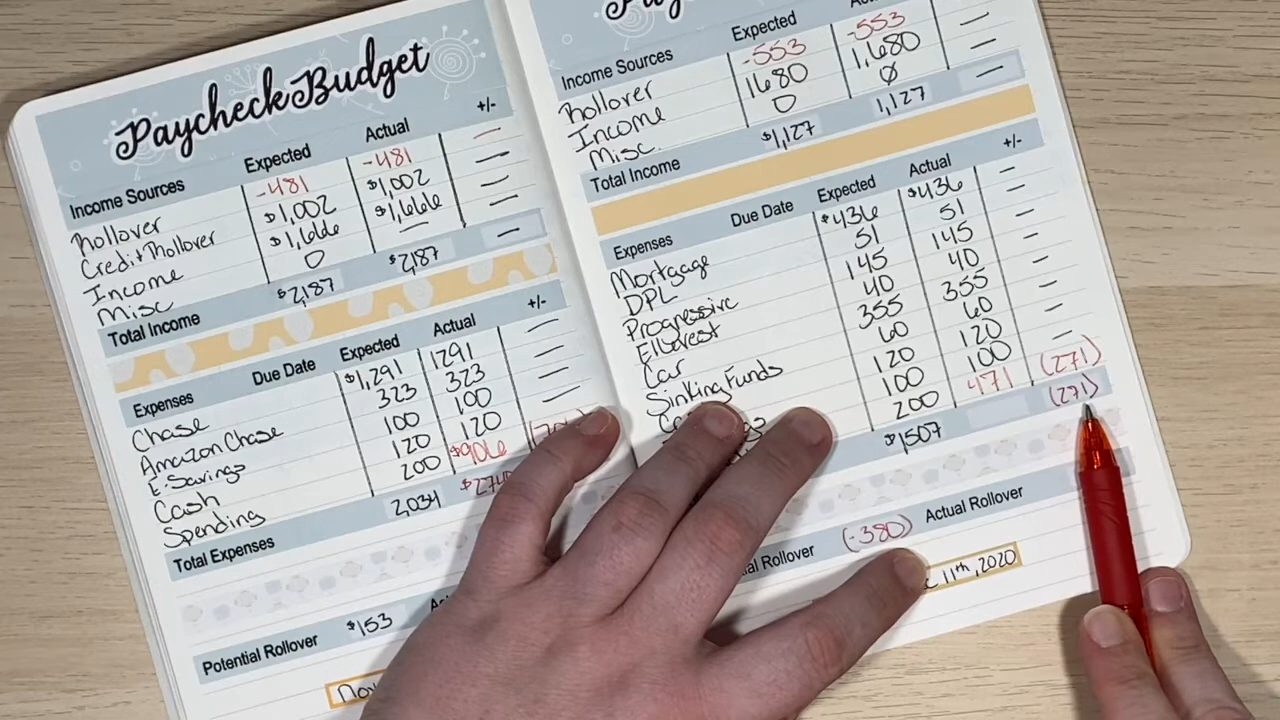 Paycheck Budget
Income Sources Expected Actual +/-
Rollover -481 -481 —
Credit Rollover $1,002 $1,002 —
Income $1,666 $1,666 —
Misc 0 — —
Total Income $2,187 $2,187 —
Expenses Due Date Expected Actual +/-
Chase $1,291 1291 —
Amazon Chase 323 323 —
E.Savings 100 100 —
Cash 120 120
Spending 200 $906
Total Expenses 2,034
Potential Rollover $153
Income Sources Expected -553
Rollover -553 1,680 —
Income 1680 Ø —
Misc. 0
Total Income $1,127 1,127 —
Expenses Due Date Expected Actual +/-
Mortgage $436 $436 —
DPL 51 51 —
Progressive 145 145 —
Ellevest 40 40 —
Car 355 355 —
Sinking Funds 60 60 —
120 120 —
100 100 —
200 471 (271)
$1507 (271)
Rollover (-380) Actual Rollover
11th, 2020